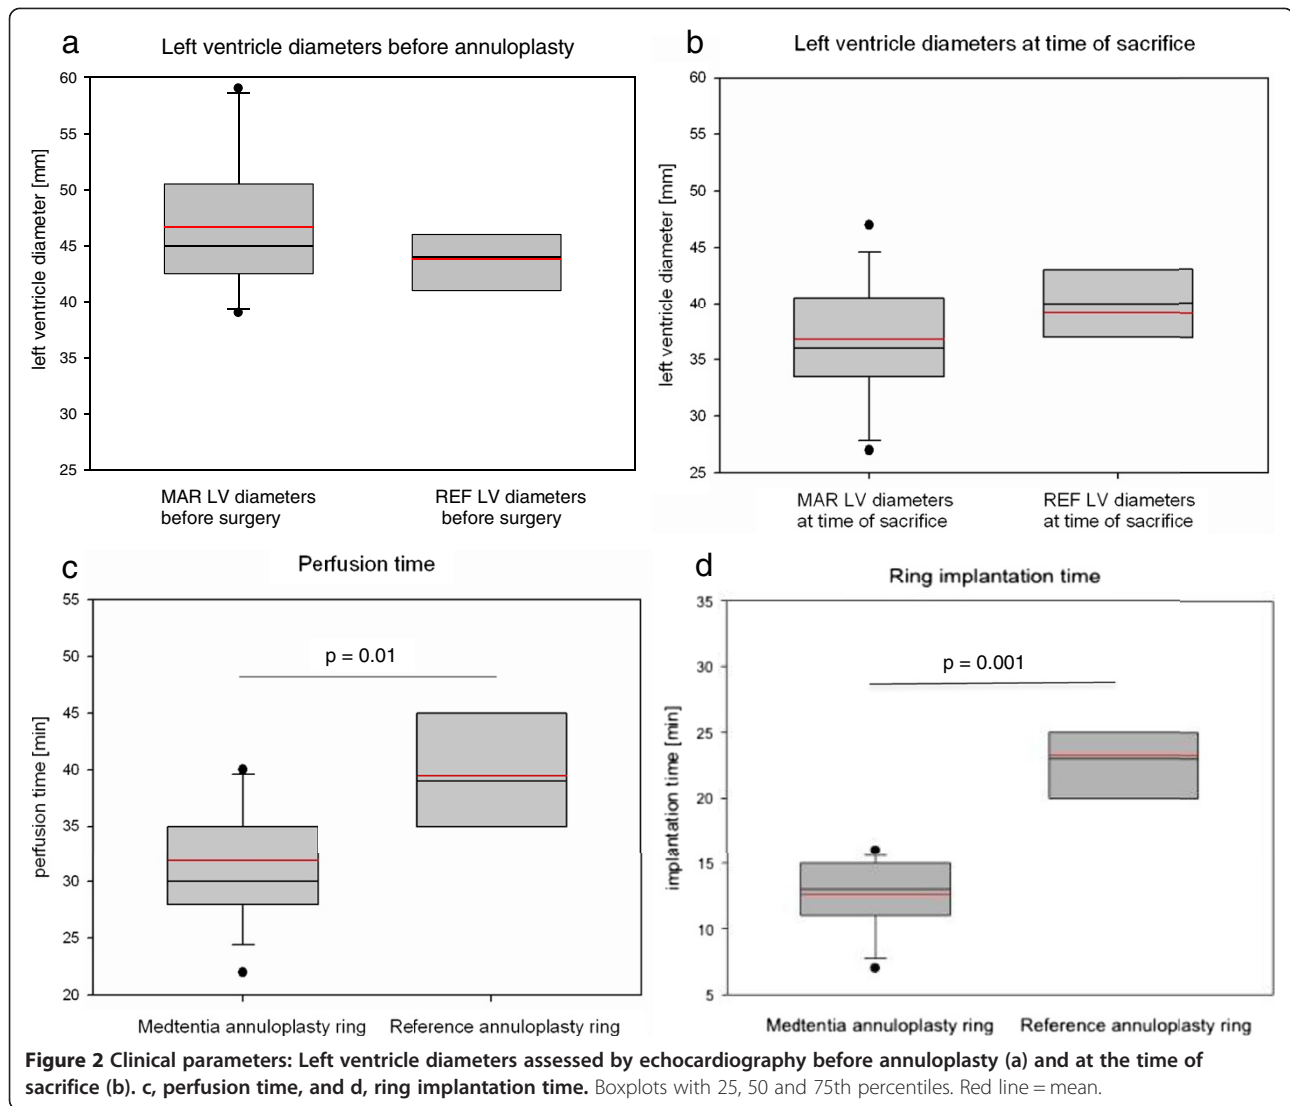 a
Left ventricle diameters before annuloplasty
60
55
50
45
40
35
30
25
left ventricle diameter [mm]
MAR LV diameters
before surgery
REF LV diameters
before surgery
b
Left ventricle diameters at time of sacrifice
60
55
50
45
40
35
30
25
left ventricle diameter [mm]
MAR LV diameters
at time of sacrifice
REF LV diameters
at time of sacrifice
c
Perfusion time
55
50
45
40
35
30
25
20
perfusion time [min]
p = 0.01
Medtentia annuloplasty ring
Reference annuloplasty ring
d
Ring implantation time
35
30
25
20
15
10
5
implantation time [min]
p = 0.001
Medtentia annuloplasty ring
Reference annuloplasty ring
Figure 2 Clinical parameters: Left ventricle diameters assessed by echocardiography before annuloplasty (a) and at the time of
sacrifice (b). c, perfusion time, and d, ring implantation time. Boxplots with 25, 50 and 75th percentiles. Red line = mean.